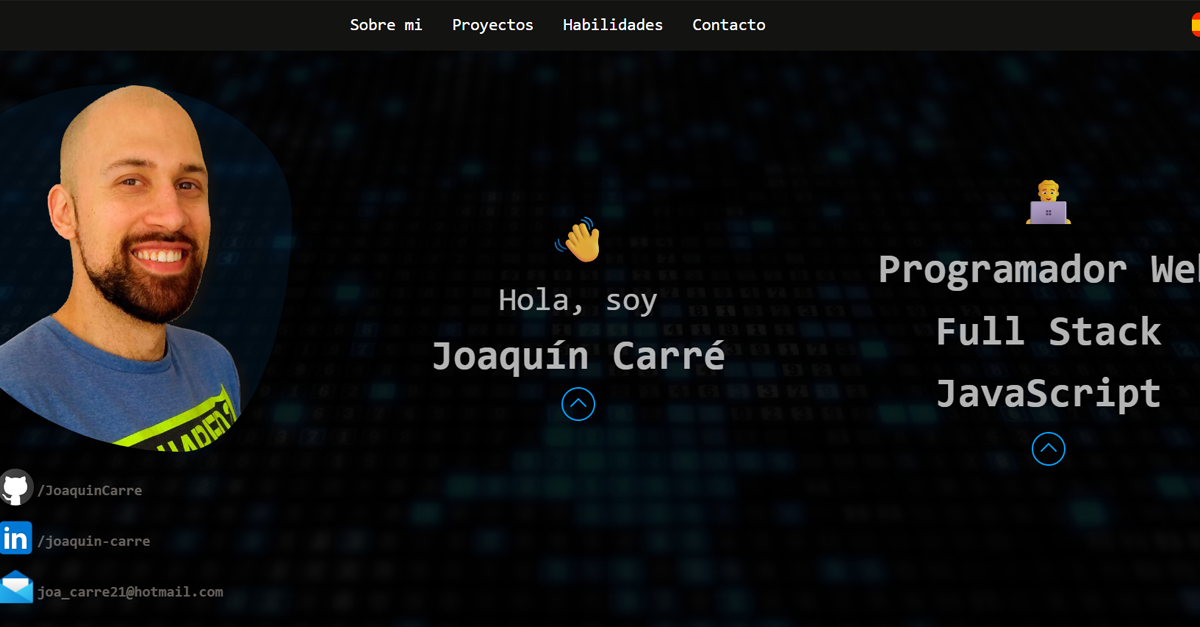 Sobre mi Proyectos Habilidades Contacto
Hola, soy
Joaquín Carré
Programador
Full Stack
JavaScript
/JoaquinCarre
in
/joaquin-carre
joa_carre21@hotmail.com